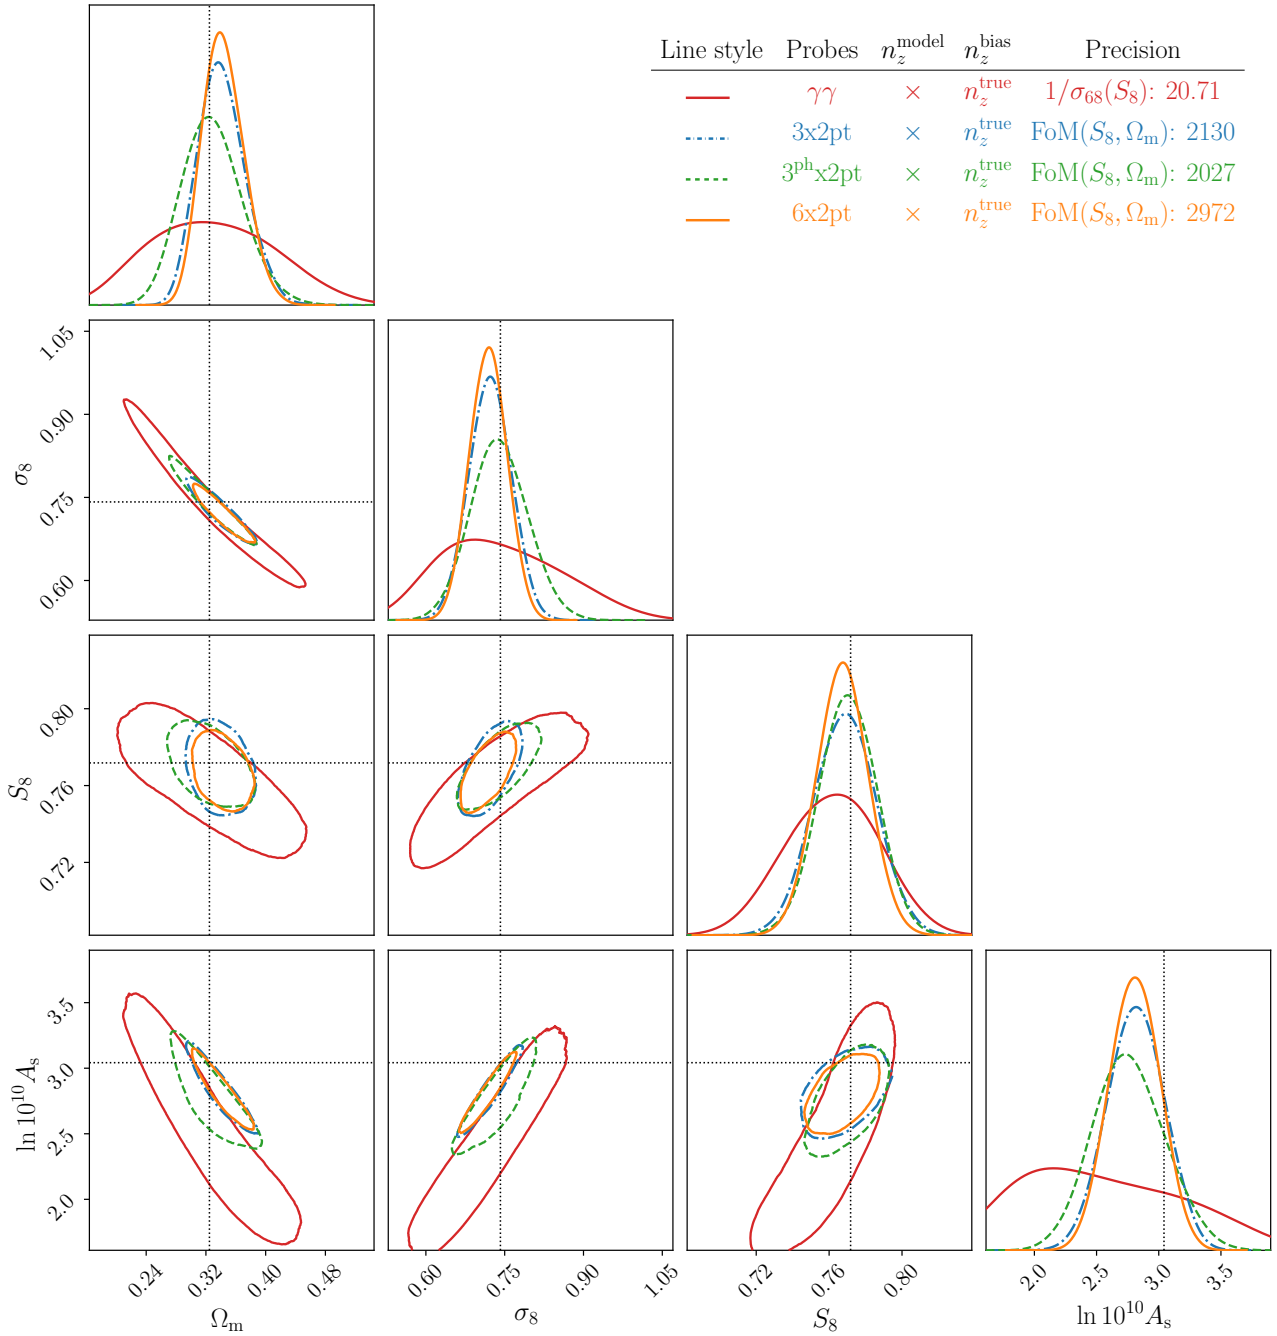 Line style Probes n_z^model n_z^bias Precision
γγ × n_z^true 1/σ₆₈(S₈): 20.71
3x2pt × n_z^true FoM(S₈, Ωₘ): 2130
3^ph x2pt × n_z^true FoM(S₈, Ωₘ): 2027
6x2pt × n_z^true FoM(S₈, Ωₘ): 2972
σ₈
1.05
0.90
0.75
0.60
S₈
0.80
0.76
0.72
ln 10¹⁰ Aₛ
3.5
3.0
2.5
2.0
0.24 0.32 0.40 0.48
0.60 0.75 0.90 1.05
0.72 0.76 0.80
2.0 2.5 3.0 3.5
Ωₘ
σ₈
S₈
ln 10¹⁰ Aₛ